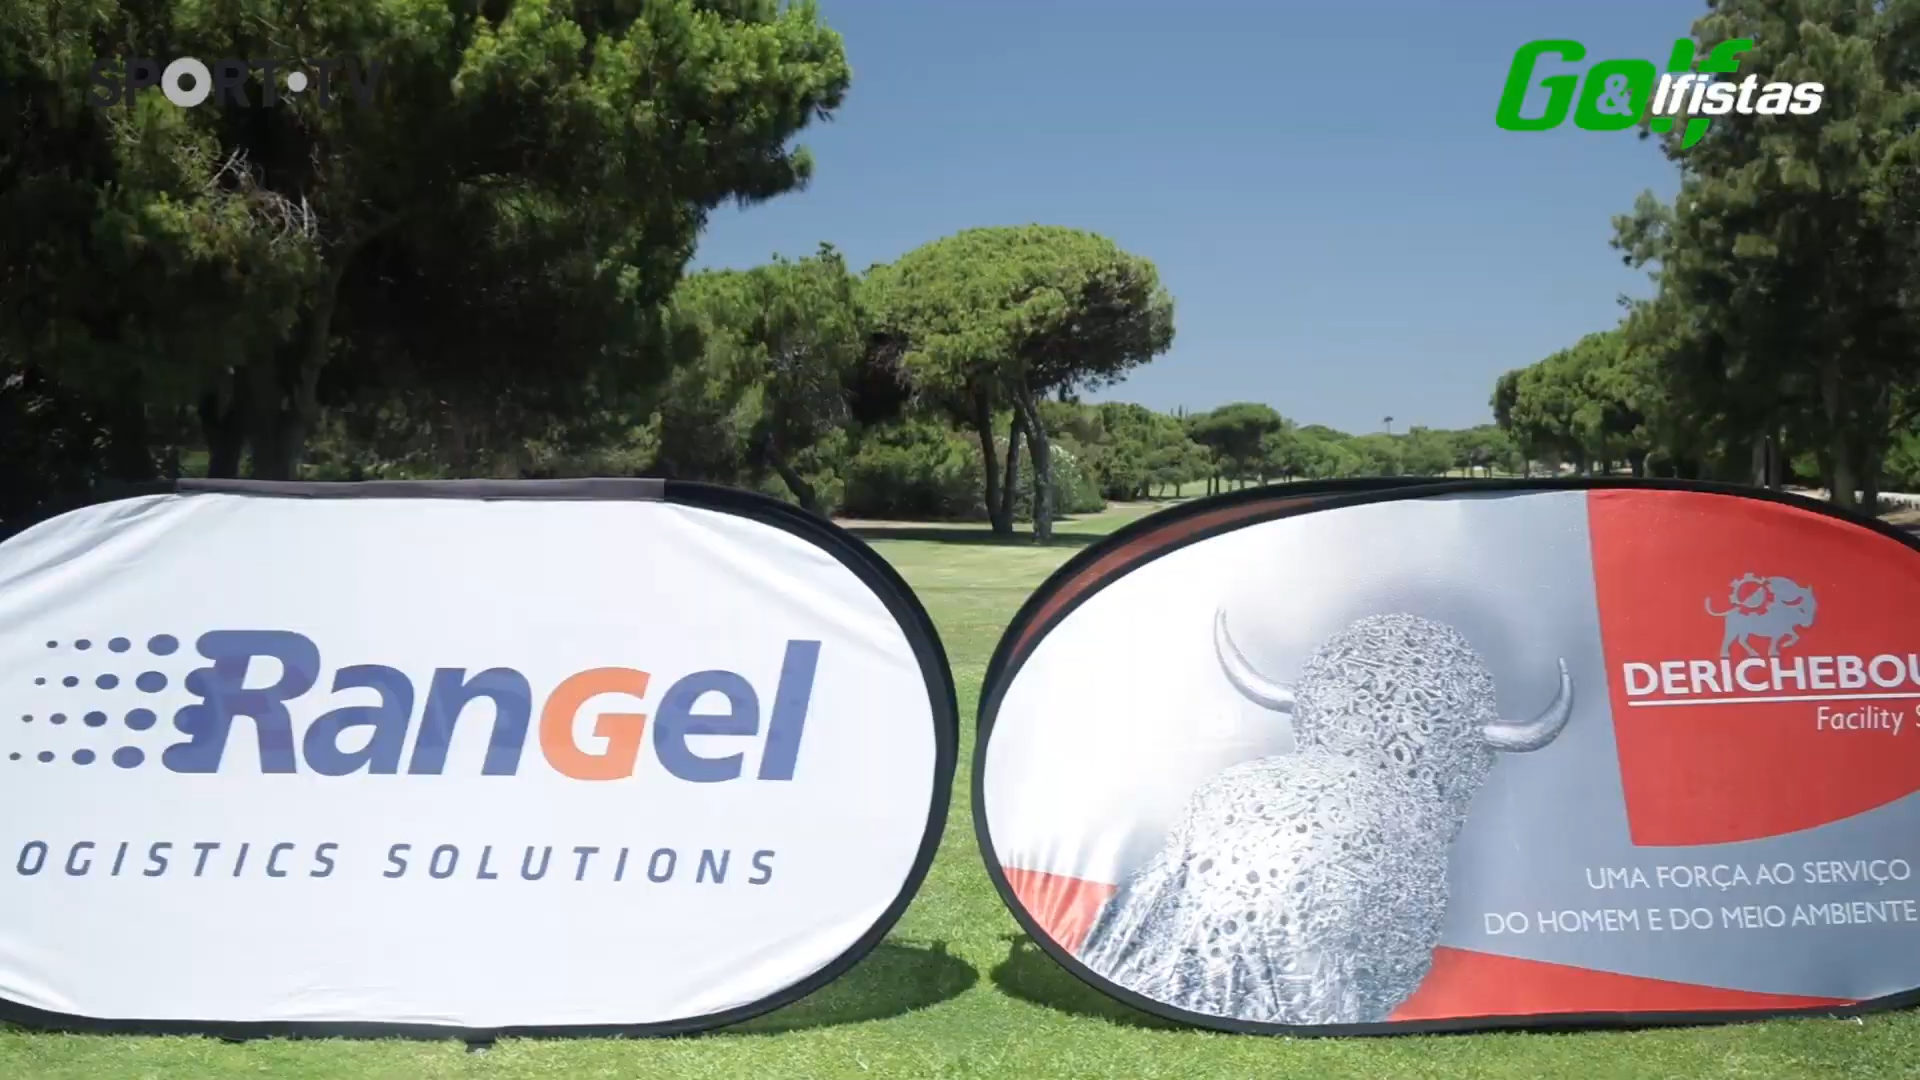 SPORT•TV
Golf&lfistas
Rangel
OGISTICS SOLUTIONS
DERICHEBOU
Facility S
UMA FORÇA AO SERVIÇO
DO HOMEM E DO MEIO AMBIENTE